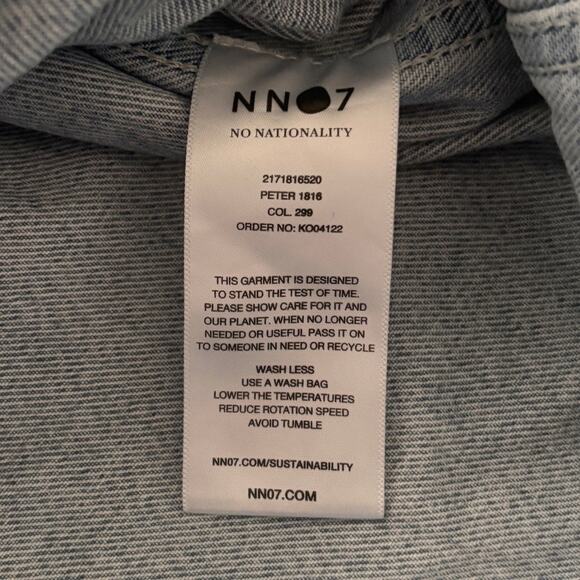 NN07
NO NATIONALITY
2171816520
PETER 1816
COL. 299
ORDER NO: KO04122
THIS GARMENT IS DESIGNED
TO STAND THE TEST OF TIME.
PLEASE SHOW CARE FOR IT AND
OUR PLANET. WHEN NO LONGER
NEEDED OR USEFUL PASS IT ON
TO SOMEONE IN NEED OR RECYCLE
WASH LESS
USE A WASH BAG
LOWER THE TEMPERATURES
REDUCE ROTATION SPEED
AVOID TUMBLE
NN07.COM/SUSTAINABILITY
NN07.COM